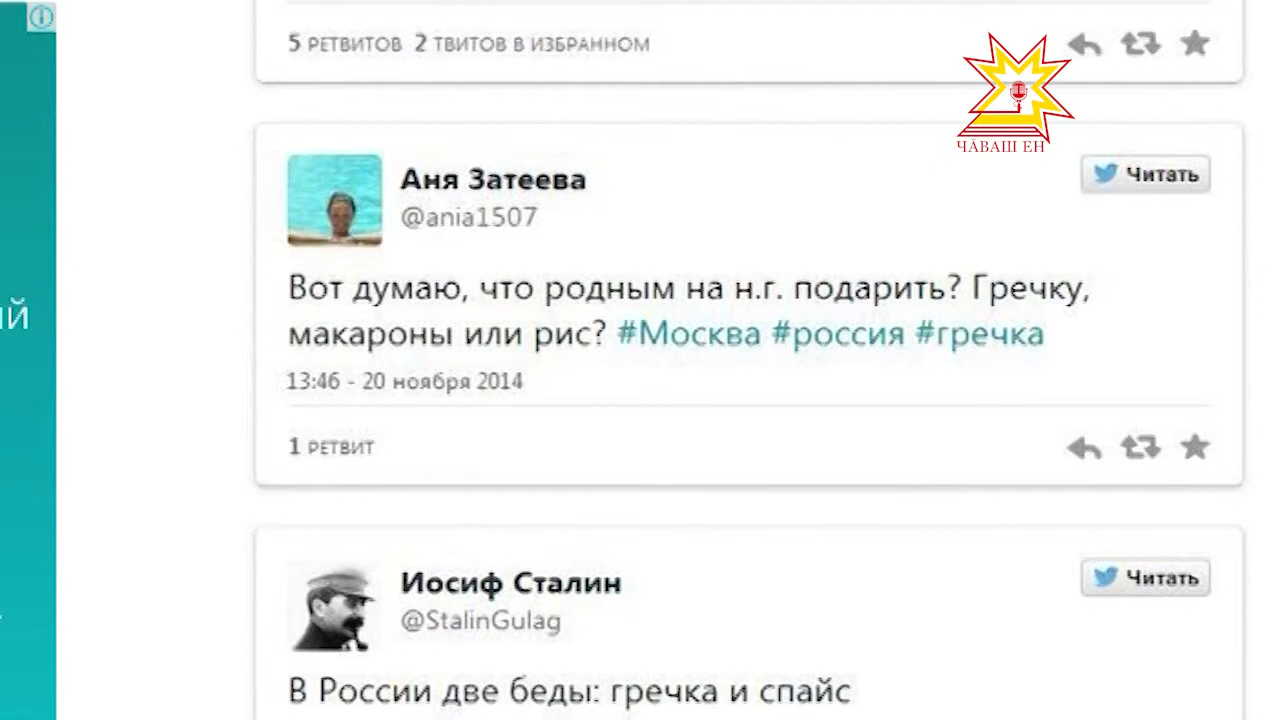 5 РЕТВИТОВ 2 ТВИТОВ В ИЗБРАННОМ
ЧӐВАШ ЕН
Аня Затеева
@ania1507
Читать
Вот думаю, что родным на н.г. подарить? Гречку,
макароны или рис? #Москва #россия #гречка
13:46 - 20 ноября 2014
1 РЕТВИТ
ий
Иосиф Сталин
@StalinGulag
Читать
В России две беды: гречка и спайс